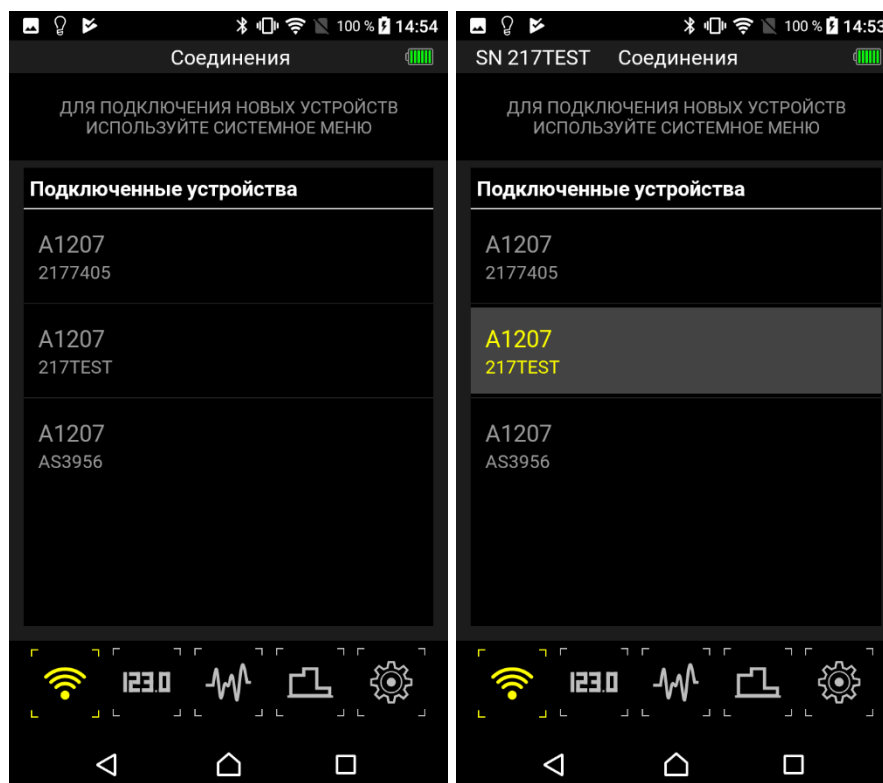 100 % 14:54
Соединения
ДЛЯ ПОДКЛЮЧЕНИЯ НОВЫХ УСТРОЙСТВ
ИСПОЛЬЗУЙТЕ СИСТЕМНОЕ МЕНЮ
Подключенные устройства
A1207
2177405
A1207
217TEST
A1207
AS3956
123.0
100 % 14:53
SN 217TEST Соединения
ДЛЯ ПОДКЛЮЧЕНИЯ НОВЫХ УСТРОЙСТВ
ИСПОЛЬЗУЙТЕ СИСТЕМНОЕ МЕНЮ
Подключенные устройства
A1207
2177405
A1207
217TEST
A1207
AS3956
123.0